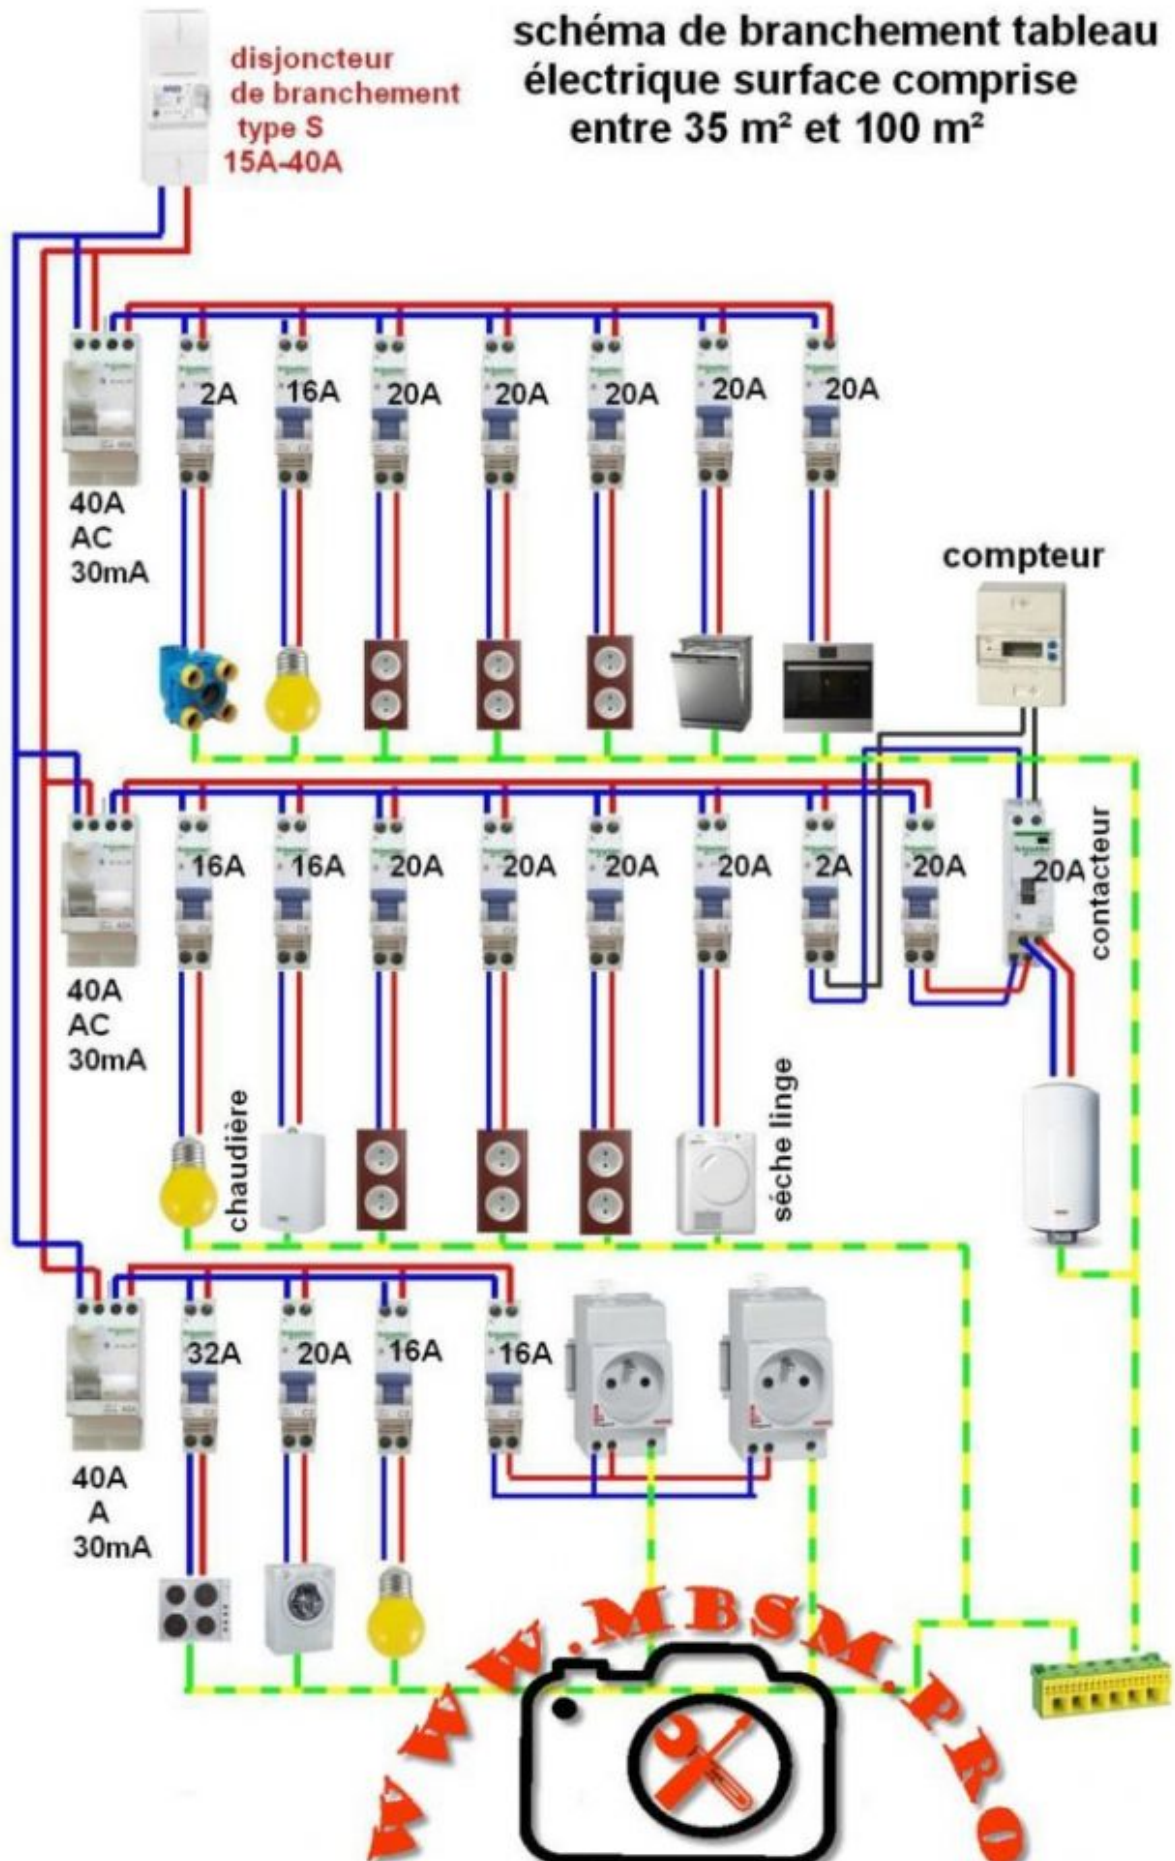 schéma de branchement tableau
électrique surface comprise
entre 35 m² et 100 m²
disjoncteur
de branchement
type S
15A-40A
2A
16A
20A
20A
20A
20A
20A
40A
AC
30mA
compteur
16A
16A
20A
20A
20A
20A
2A
20A
20A
contacteur
40A
AC
30mA
chaudière
séche linge
32A
20A
16A
16A
40A
A
30mA
WWW.MBSM.PRO